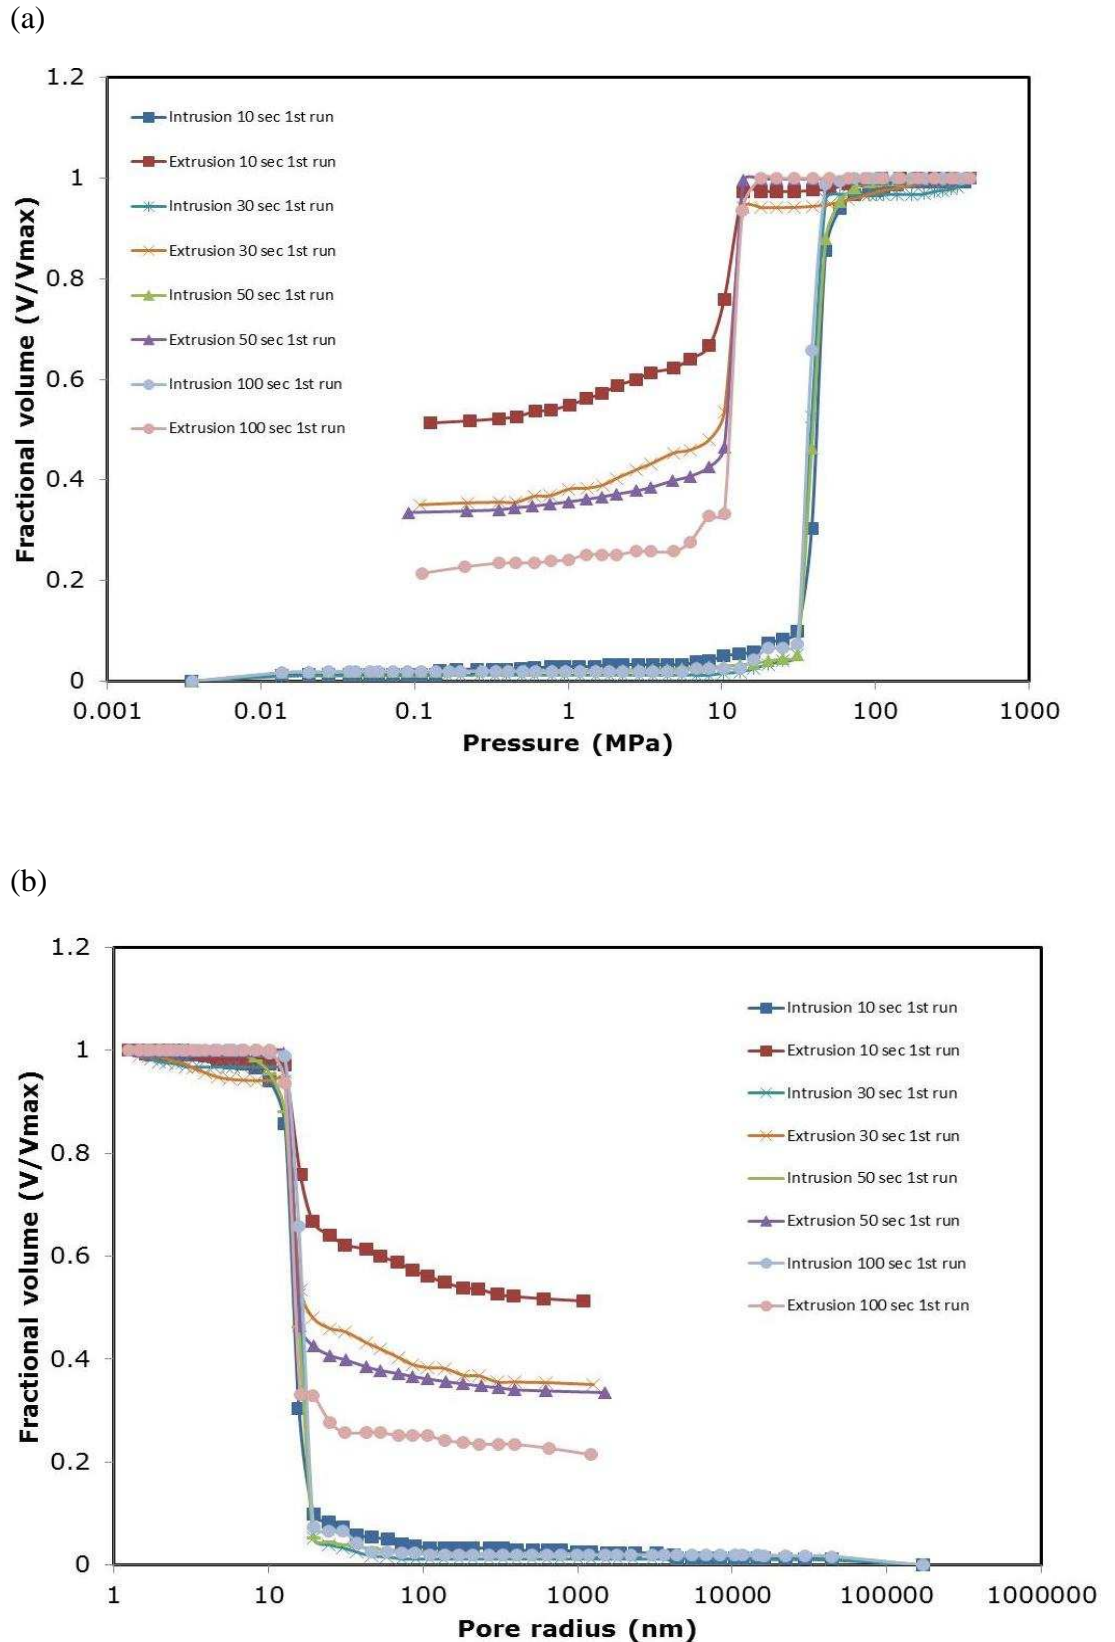 (a)
1.2
1
0.8
0.6
0.4
0.2
0
Fractional volume (V/Vmax)
Intrusion 10 sec 1st run
Extrusion 10 sec 1st run
Intrusion 30 sec 1st run
Extrusion 30 sec 1st run
Intrusion 50 sec 1st run
Extrusion 50 sec 1st run
Intrusion 100 sec 1st run
Extrusion 100 sec 1st run
0.001 0.01 0.1 1 10 100 1000
Pressure (MPa)
(b)
1.2
1
0.8
0.6
0.4
0.2
0
Fractional volume (V/Vmax)
Intrusion 10 sec 1st run
Extrusion 10 sec 1st run
Intrusion 30 sec 1st run
Extrusion 30 sec 1st run
Intrusion 50 sec 1st run
Extrusion 50 sec 1st run
Intrusion 100 sec 1st run
Extrusion 100 sec 1st run
1 10 100 1000 10000 100000 1000000
Pore radius (nm)